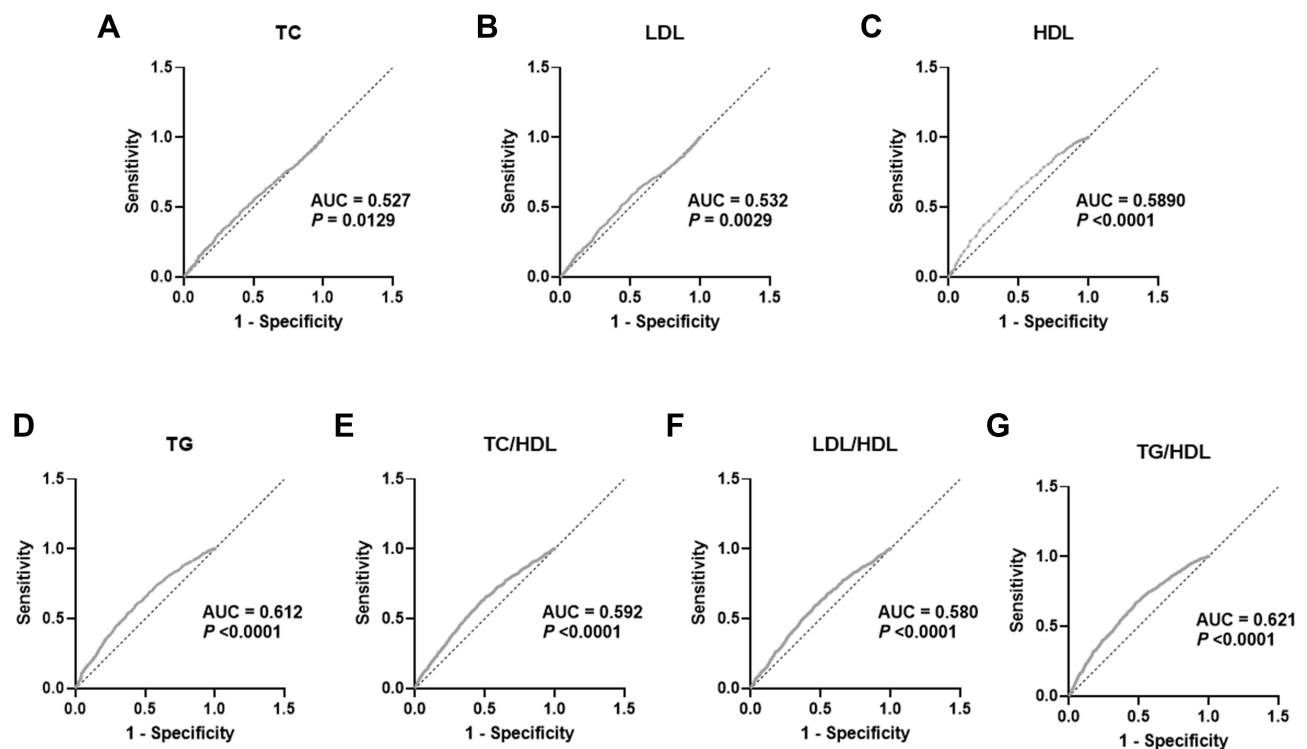 A
TC
1.5
1.0
0.5
0.0
Sensitivity
0.0 0.5 1.0 1.5
1 - Specificity
AUC = 0.527
P = 0.0129
B
LDL
1.5
1.0
0.5
0.0
Sensitivity
0.0 0.5 1.0 1.5
1 - Specificity
AUC = 0.532
P = 0.0029
C
HDL
1.5
1.0
0.5
0.0
Sensitivity
0.0 0.5 1.0 1.5
1 - Specificity
AUC = 0.5890
P <0.0001
D
TG
1.5
1.0
0.5
0.0
Sensitivity
0.0 0.5 1.0 1.5
1 - Specificity
AUC = 0.612
P <0.0001
E
TC/HDL
1.5
1.0
0.5
0.0
Sensitivity
0.0 0.5 1.0 1.5
1 - Specificity
AUC = 0.592
P <0.0001
F
LDL/HDL
1.5
1.0
0.5
0.0
Sensitivity
0.0 0.5 1.0 1.5
1 - Specificity
AUC = 0.580
P <0.0001
G
TG/HDL
1.5
1.0
0.5
0.0
Sensitivity
0.0 0.5 1.0 1.5
1 - Specificity
AUC = 0.621
P <0.0001